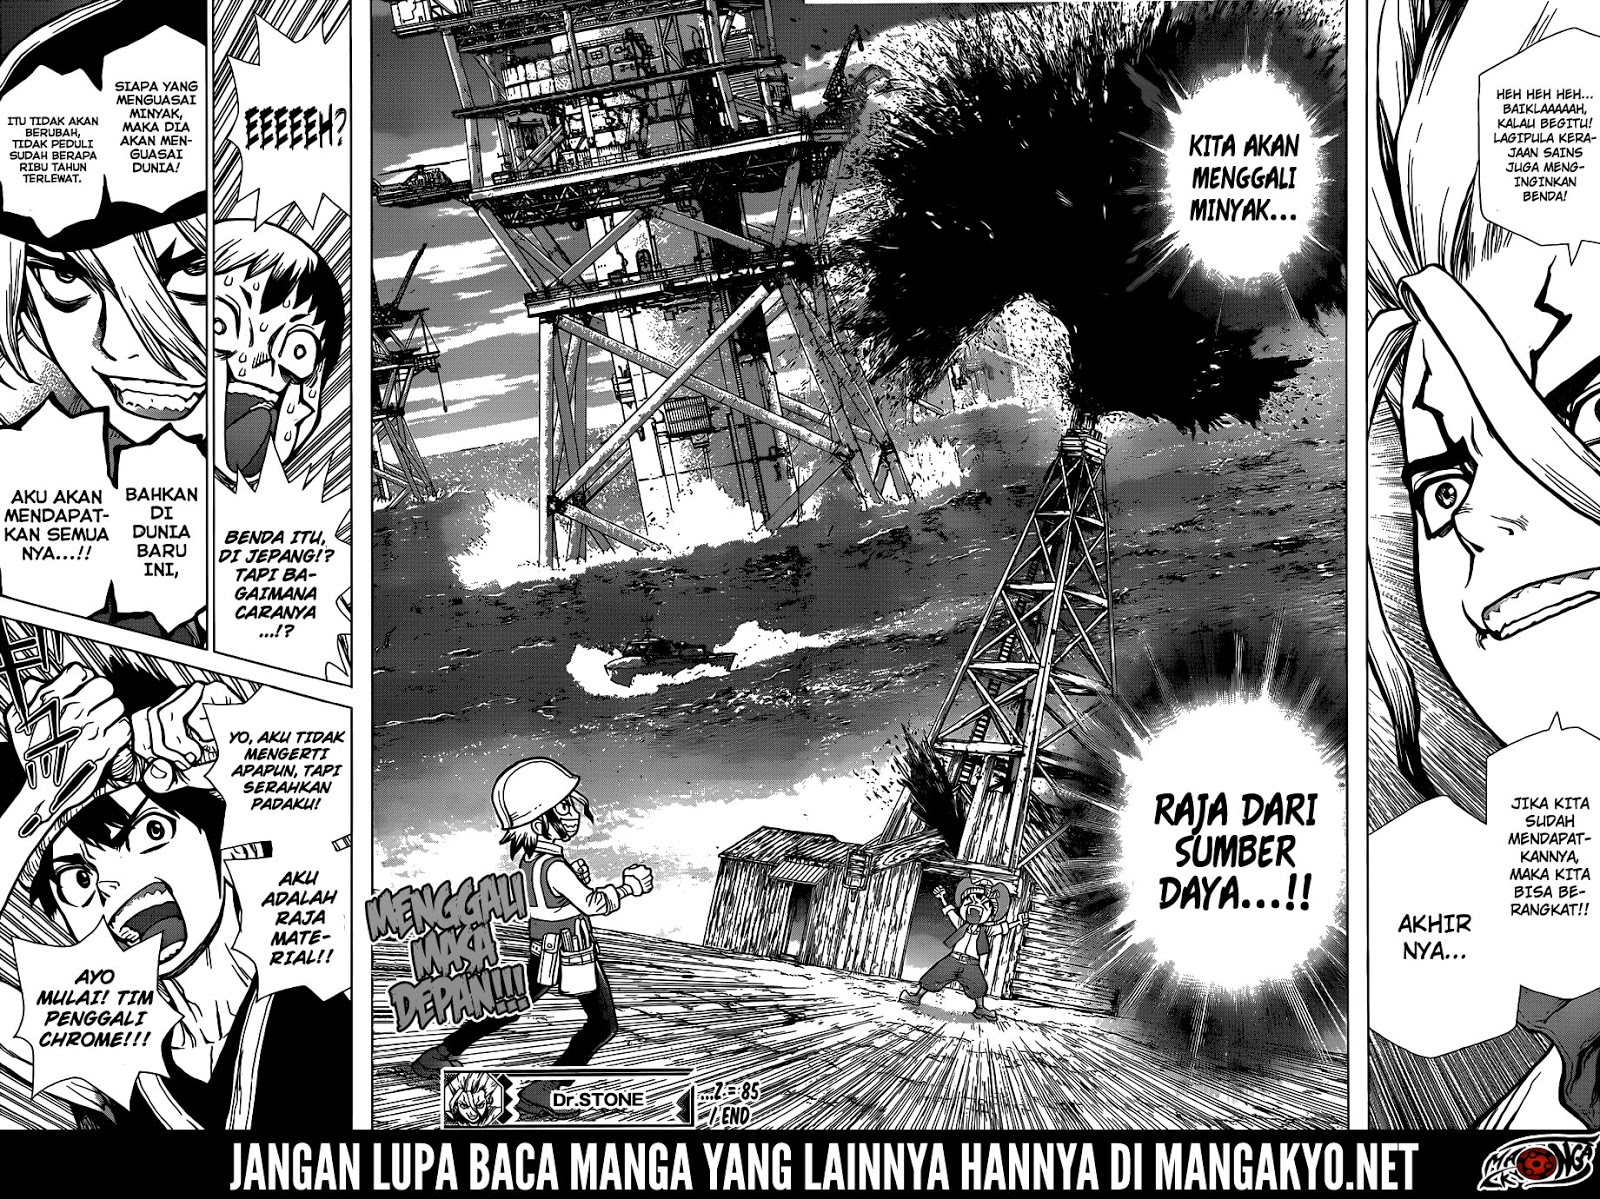 HEH HEH HEH...
BAIKLAAAAAH,
KALAU BEGITU!
LAGIPULA KERA-
JAAN SAINS
JUGA MENG-
INGINKAN
BENDA!
JIKA KITA
SUDAH
MENDAPAT-
KANNYA,
MAKA KITA
BISA BE-
RANGKAT!!
AKHIR
NYA...
KITA AKAN
MENGGALI
MINYAK...
RAJA DARI
SUMBER
DAYA...!!
MENGGALI
MAKA
DEPAN!!!
Dr.STONE
...Z = 85
/ END
EEEEEH?
BENDA ITU,
DI JEPANG!?
TAPI BA-
GAIMANA
CARANYA
...!?
SIAPA YANG
MENGUASAI
MINYAK,
MAKA DIA
AKAN MEN-
GUASAI
DUNIA!
ITU TIDAK AKAN
BERUBAH,
TIDAK PEDULI
SUDAH BERAPA
RIBU TAHUN
TERLEWAT.
BAHKAN
DI
DUNIA
BARU
INI,
AKU AKAN
MENDAPAT-
KAN SEMUA
NYA...!!
YO, AKU TIDAK
MENGERTI
APAPUN, TAPI
SERAHKAN
PADAKU!
AKU
ADALAH
RAJA
MATE-
RIAL!!
AYO
MULAI! TIM
PENGGALI
CHROME!!!
JANGAN LUPA BACA MANGA YANG LAINNYA HANNYA DI MANGAKYO.NET